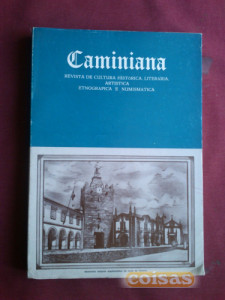 Caminiana
REVISTA DE CULTURA HISTÓRICA, LITERÁRIA,
ARTÍSTICA
ETNOGRÁFICA E NUMISMÁTICA
coisas